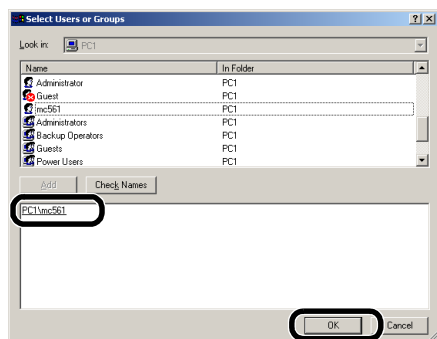 Select Users or Groups
Look in: PC1
Name In Folder
Administrator PC1
Guest PC1
mc561 PC1
Administrators PC1
Backup Operators PC1
Guests PC1
Power Users PC1
Add Check Names
PC1\mc561
OK Cancel